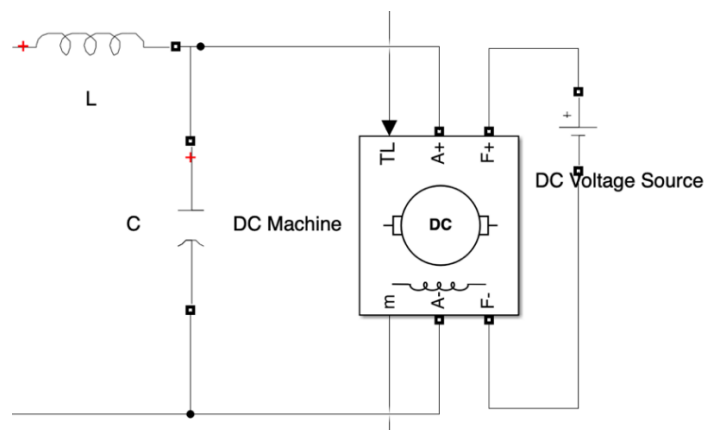 L
+
TL
A+
F+
DC Voltage Source
C
DC Machine
DC
m
A-
F-